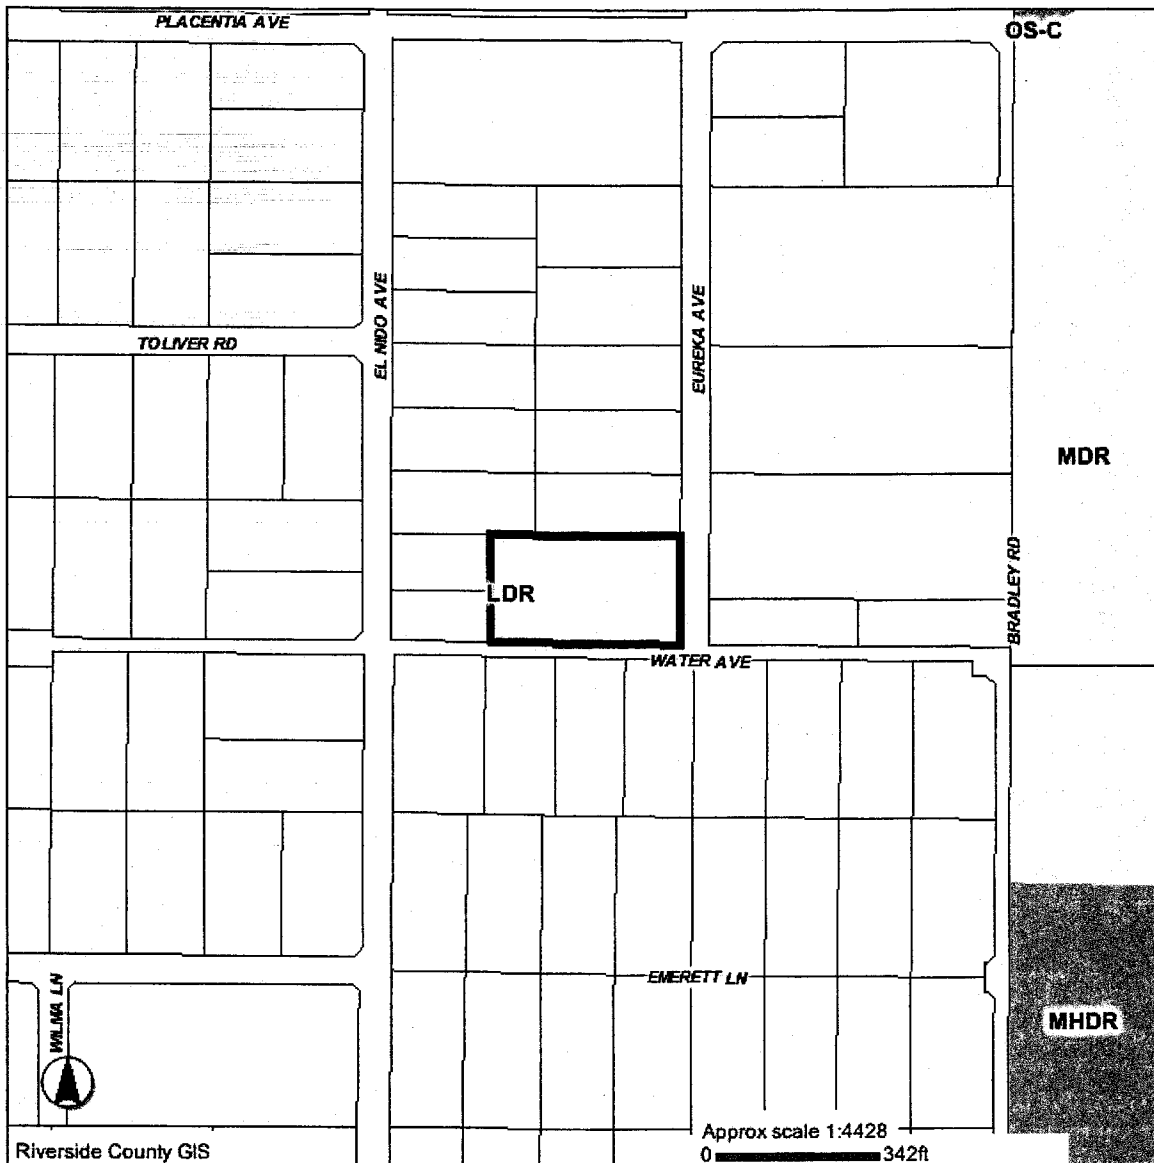 PLACENTIA AVE
OS-C
EL NIDO AVE
EUREKA AVE
TOLIVER RD
MDR
BRADLEY RD
LDR
WATER AVE
EMERETT LN
WILMA LN
MHDR
Approx scale 1:4428
Riverside County GIS
0 342ft